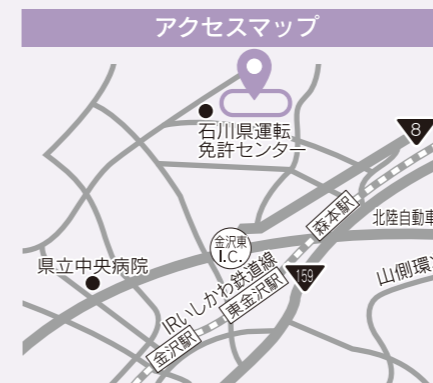 アクセスマップ
石川県運転
免許センター
8
森本駅
北陸自動車
金沢東
I.C.
県立中央病院
159
山側環
IRいしかわ鉄道線
東金沢駅
金沢駅